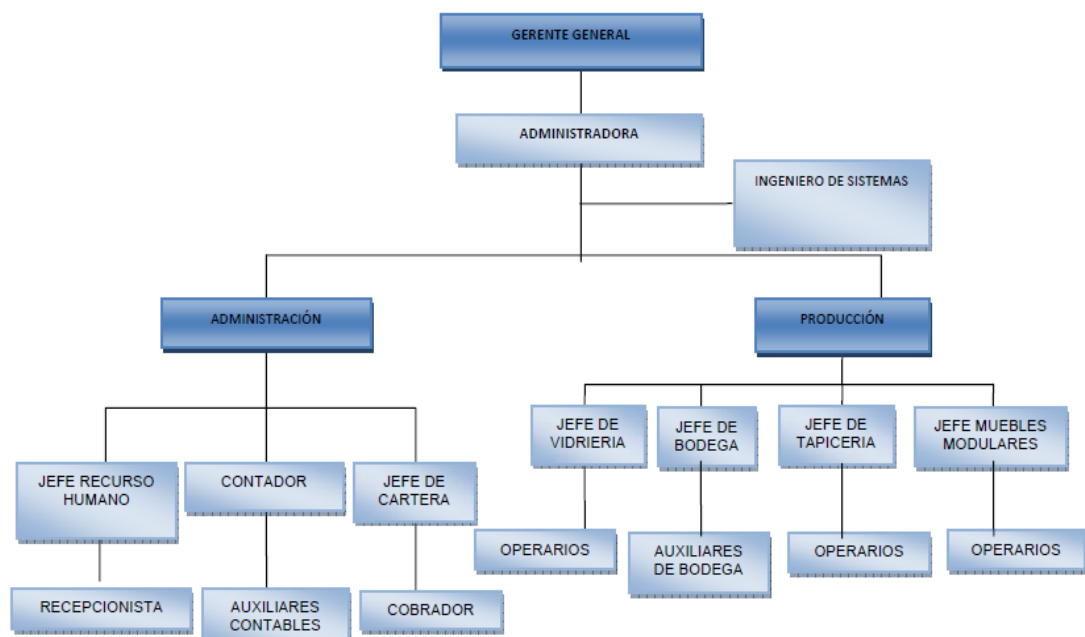 GERENTE GENERAL
ADMINISTRADORA
INGENIERO DE SISTEMAS
ADMINISTRACIÓN
PRODUCCIÓN
JEFE DE
VIDRIERIA
JEFE DE
BODEGA
JEFE DE
TAPICERIA
JEFE MUEBLES
MODULARES
JEFE RECURSO
HUMANO
CONTADOR
JEFE DE
CARTERA
OPERARIOS
AUXILIARES
DE BODEGA
OPERARIOS
OPERARIOS
RECEPCIONISTA
AUXILIARES
CONTABLES
COBRADOR